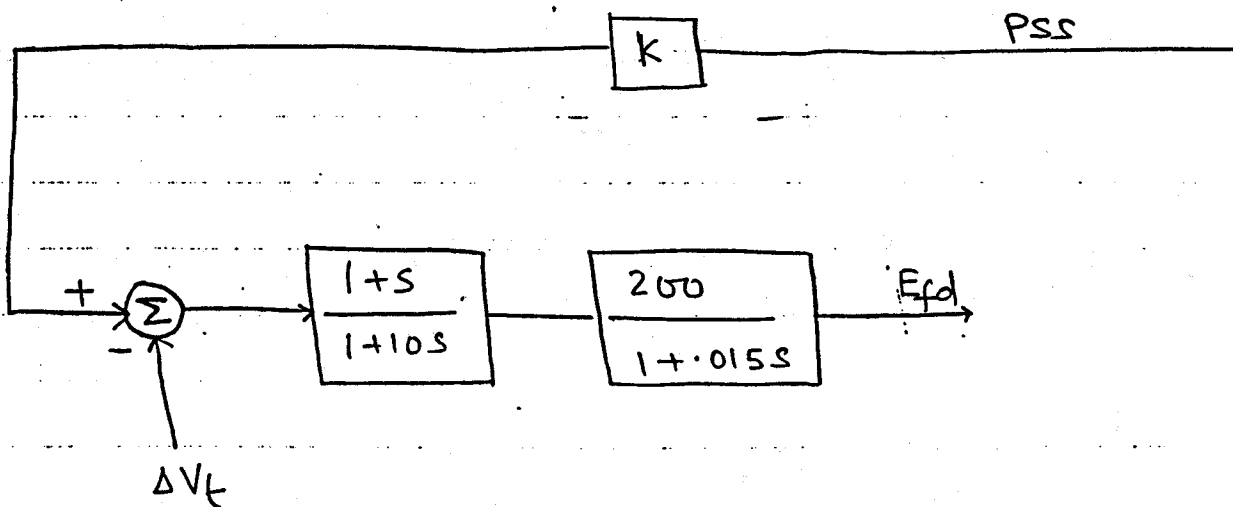 PSS
K
1+S
1+10S
200
1+.015S
Efd
+
Σ
-
ΔVt